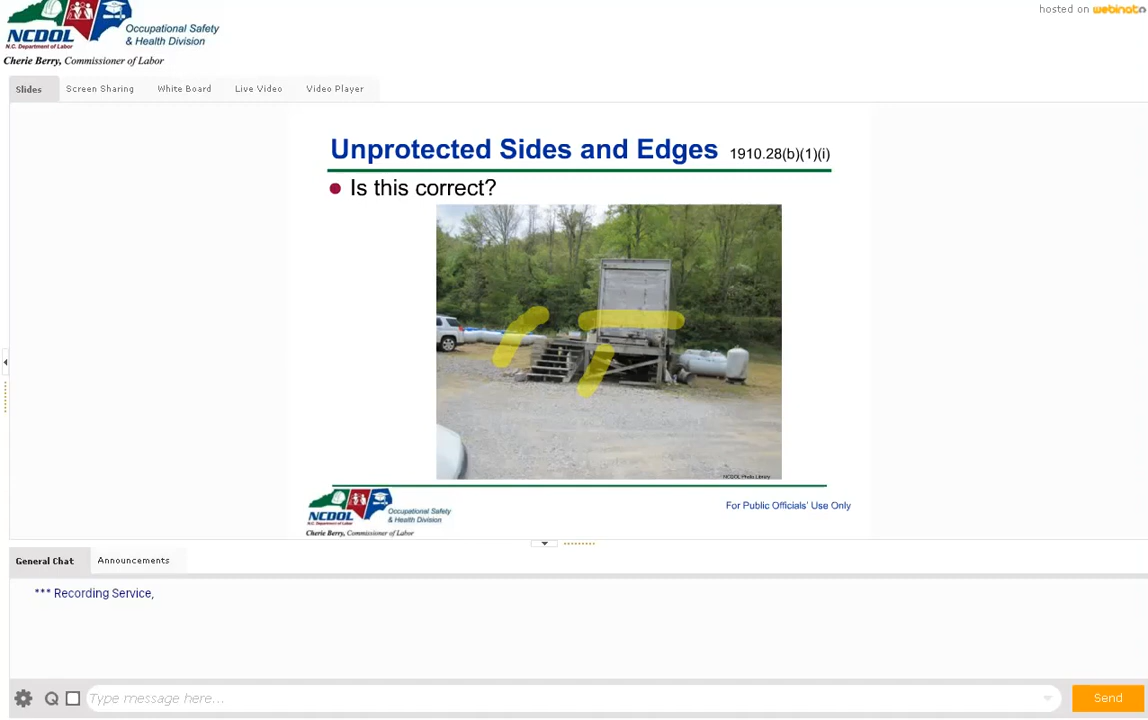 hosted on webinato
NCDOL
N.C. Department of Labor
Occupational Safety
& Health Division
Cherie Berry, Commissioner of Labor
Slides Screen Sharing White Board Live Video Video Player
Unprotected Sides and Edges 1910.28(b)(1)(i)
Is this correct?
NCDOL Photo Library
NCDOL
Occupational Safety
& Health Division
For Public Officials' Use Only
Cherie Berry, Commissioner of Labor
General Chat Announcements
*** Recording Service,
Type message here...
Send